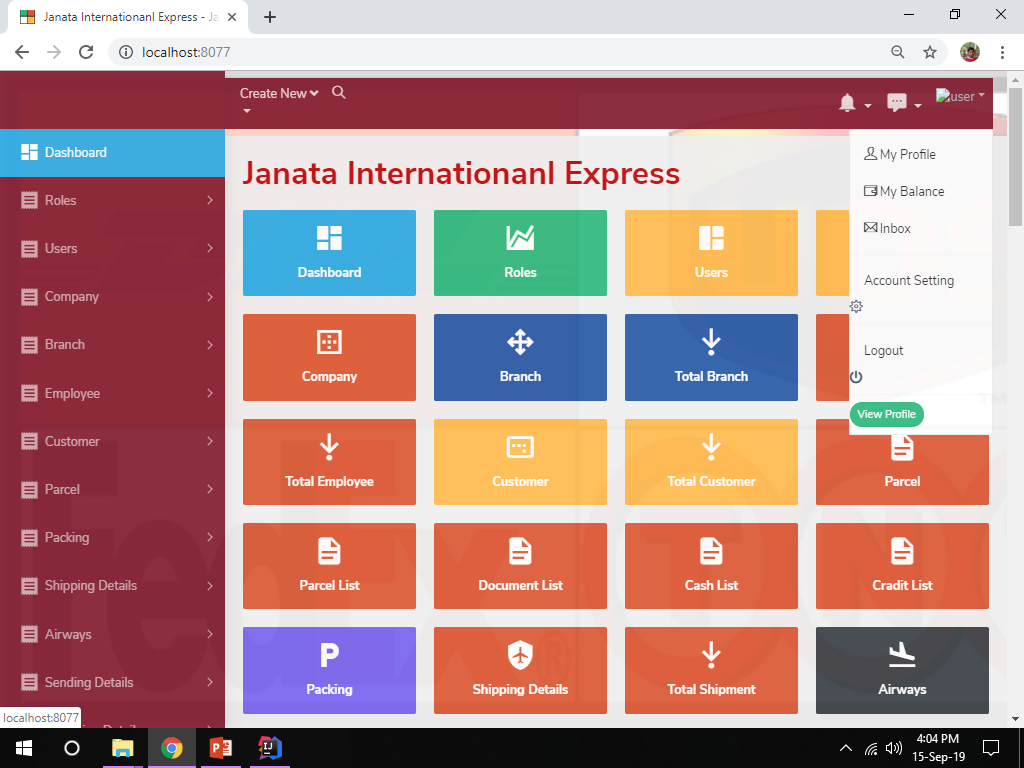 Janata Internationanl Express - Ja
localhost:8077
Create New
user
Dashboard
Roles
Users
Company
Branch
Employee
Customer
Parcel
Packing
Shipping Details
Airways
Sending Details
Janata Internationanl Express
Dashboard
Roles
Users
My Profile
My Balance
Inbox
Account Setting
Logout
View Profile
Company
Branch
Total Branch
Total Employee
Customer
Total Customer
Parcel
Parcel List
Document List
Cash List
Cradit List
Packing
Shipping Details
Total Shipment
Airways
FedEx
TM
localhost:8077
4:04 PM
15-Sep-19